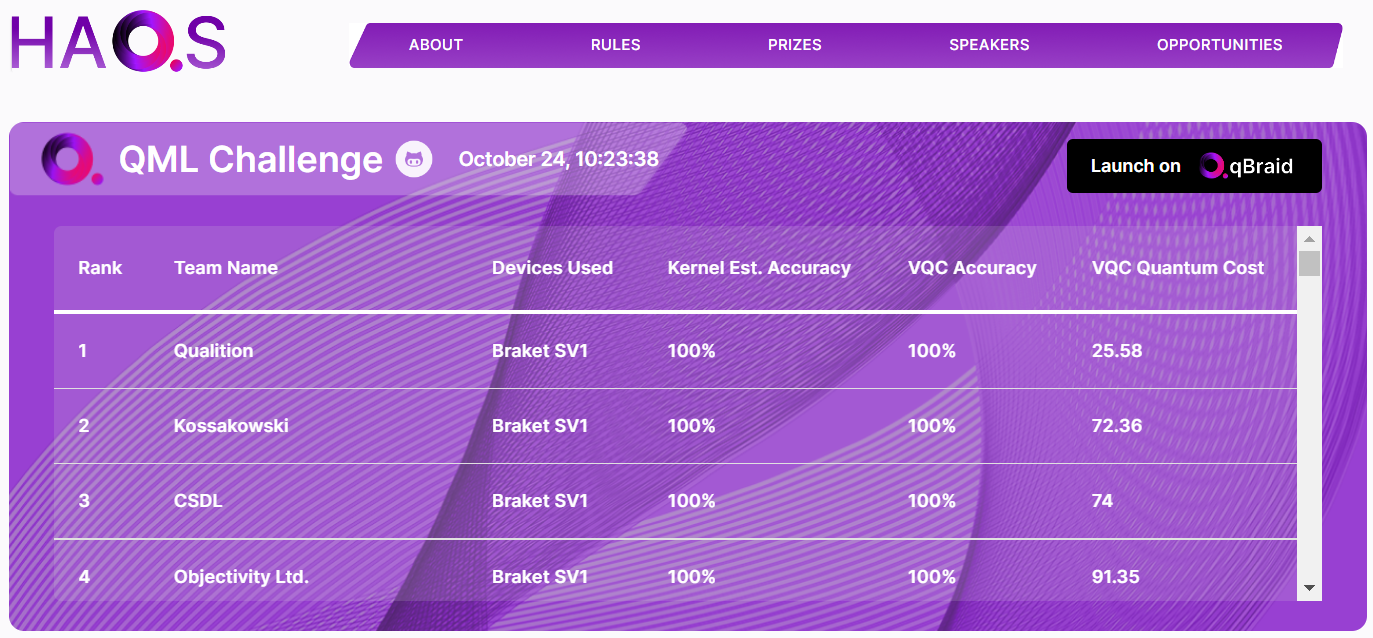 HAQ.S
ABOUT RULES PRIZES SPEAKERS OPPORTUNITIES
QML Challenge October 24, 10:23:38
Launch on qBraid
Rank Team Name Devices Used Kernel Est. Accuracy VQC Accuracy VQC Quantum Cost
1 Qualition Braket SV1 100% 100% 25.58
2 Kossakowski Braket SV1 100% 100% 72.36
3 CSDL Braket SV1 100% 100% 74
4 Objectivity Ltd. Braket SV1 100% 100% 91.35